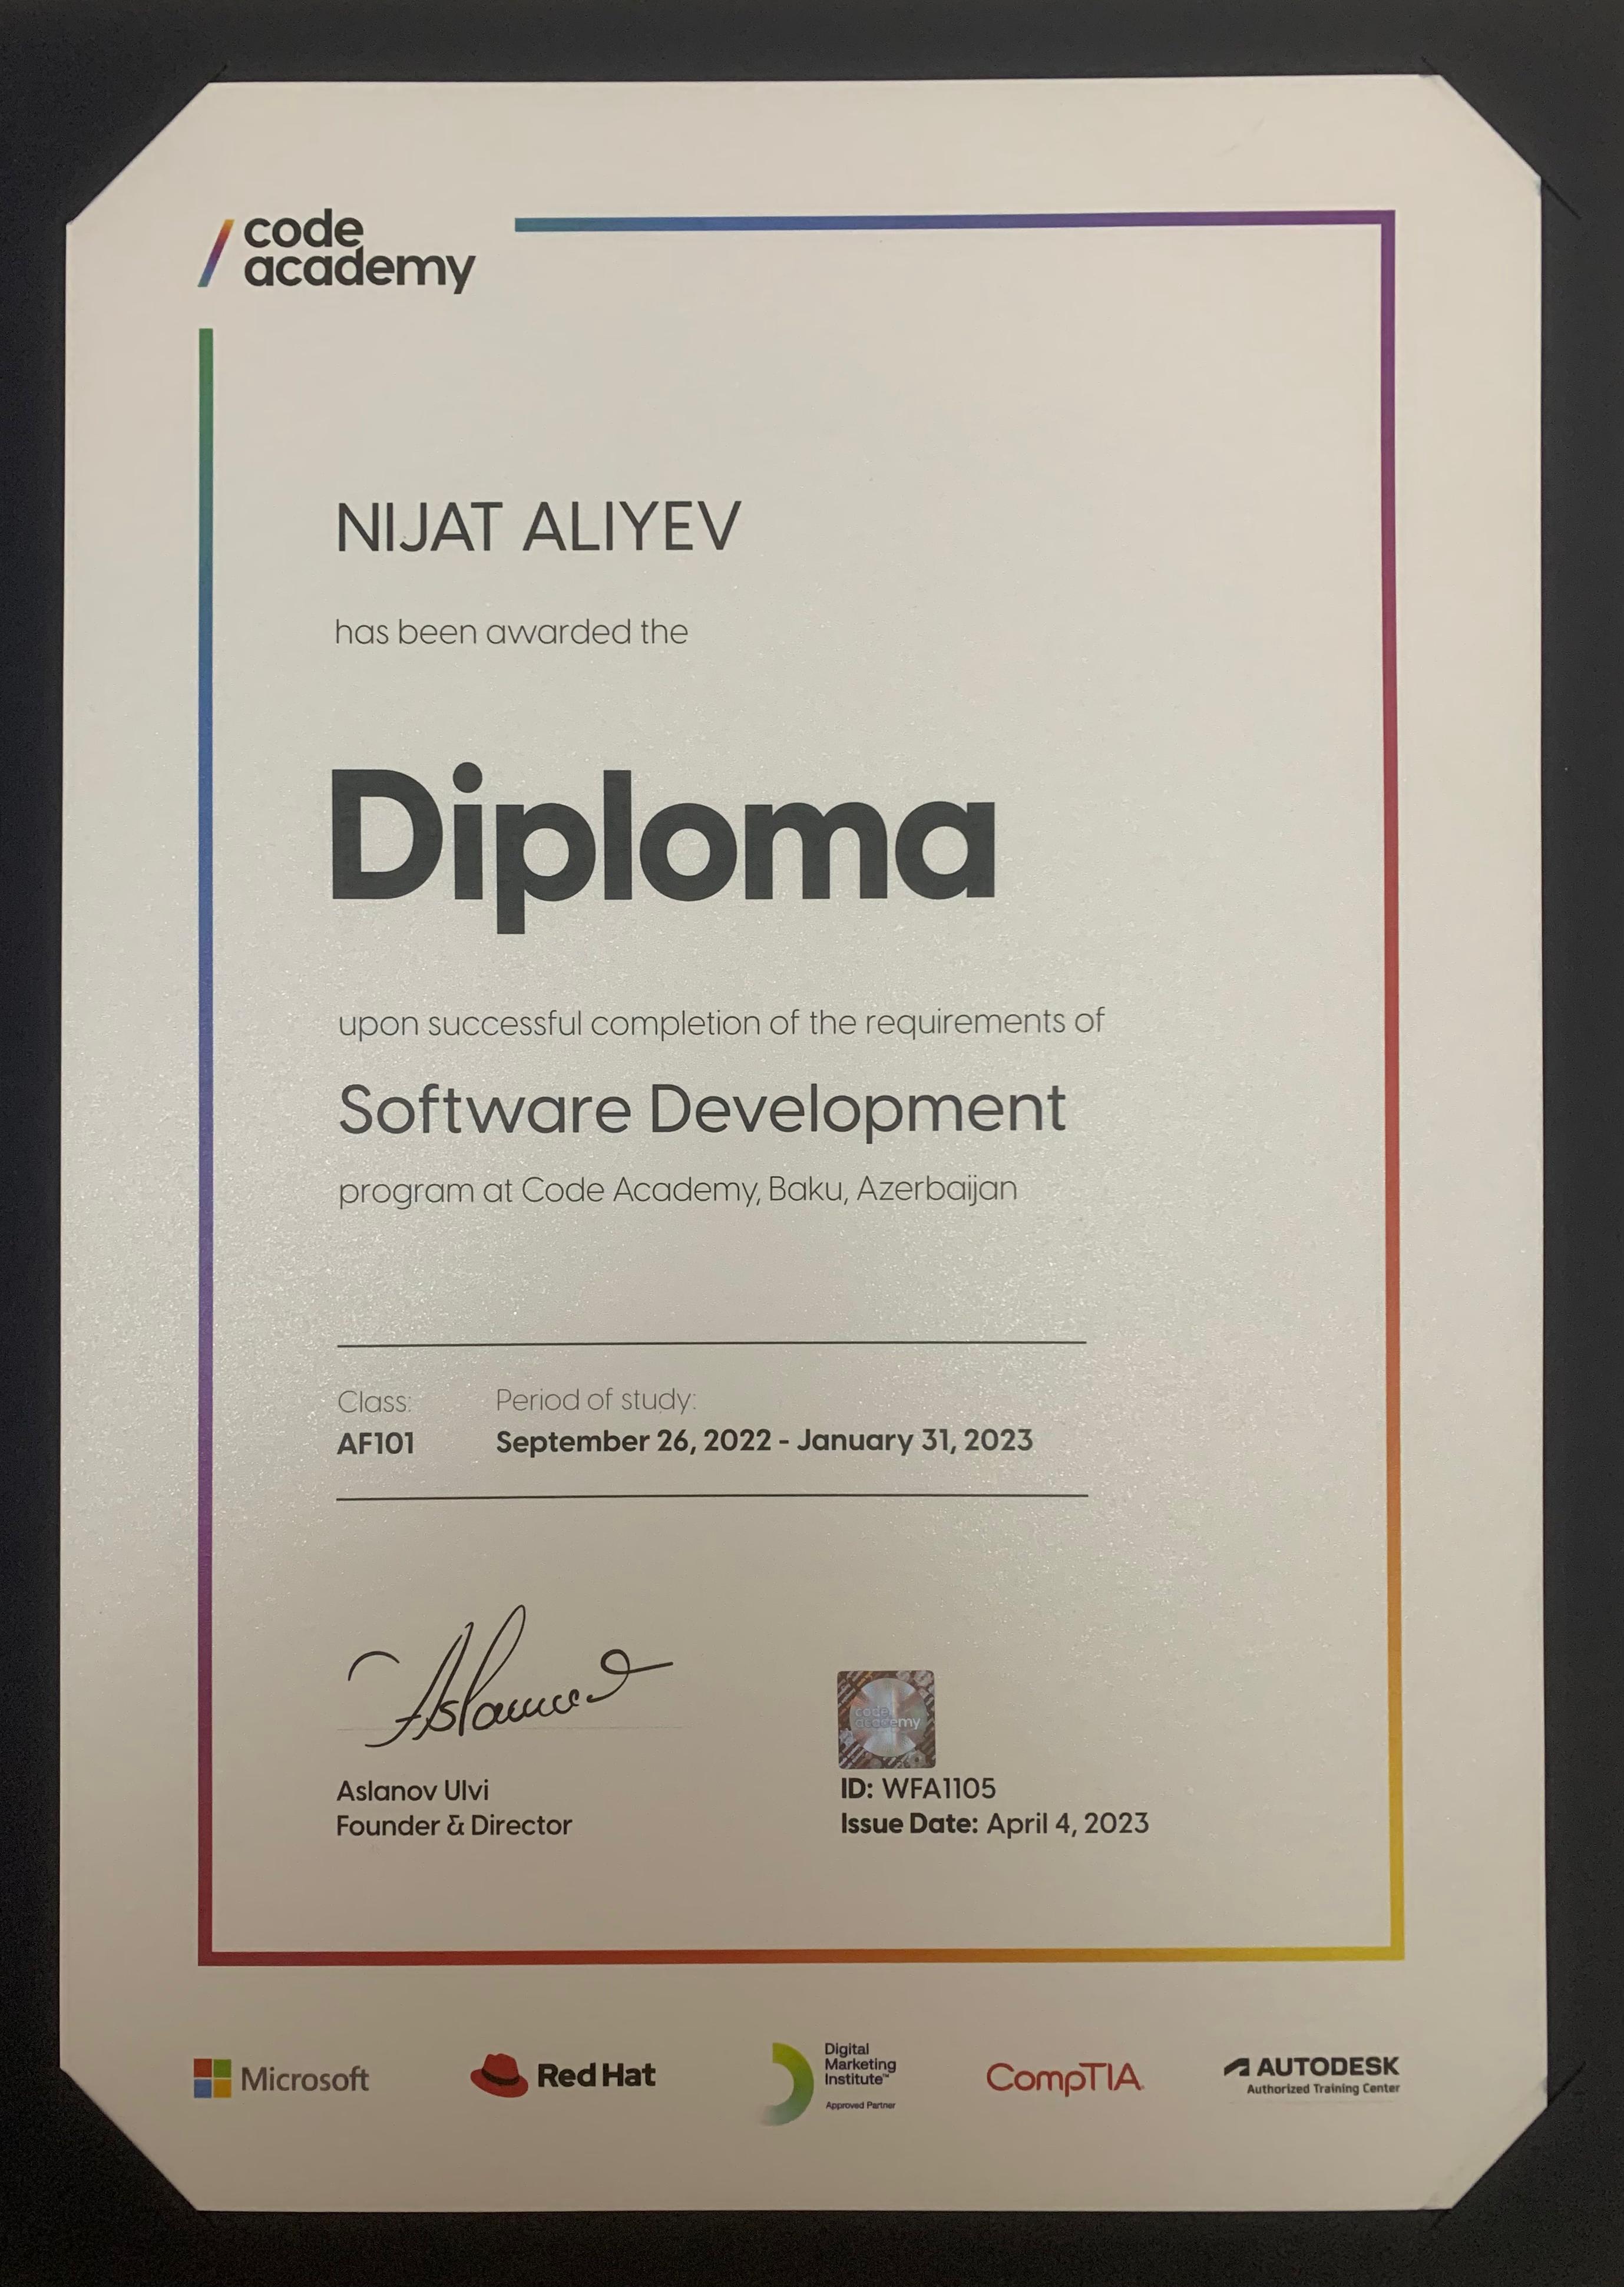 code
academy
NIJAT ALIYEV
has been awarded the
Diploma
upon successful completion of the requirements of
Software Development
program at Code Academy, Baku, Azerbaijan
Class:
AF101
Period of study:
September 26, 2022 - January 31, 2023
Aslanov Ulvi
Founder & Director
code
academy
ID: WFA1105
Issue Date: April 4, 2023
Microsoft
Red Hat
Digital
Marketing
Institute™
Approved Partner
CompTIA.
AUTODESK
Authorized Training Center